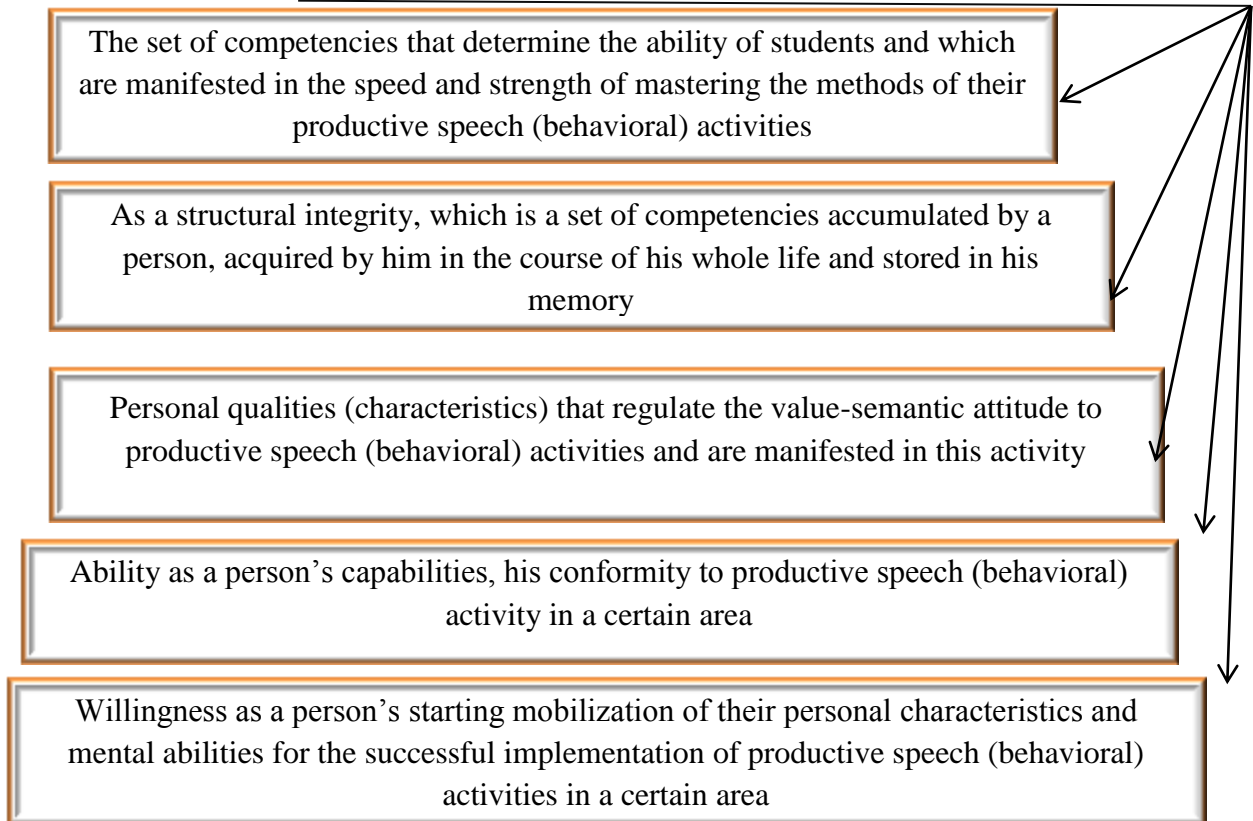 The set of competencies that determine the ability of students and which
are manifested in the speed and strength of mastering the methods of their
productive speech (behavioral) activities
As a structural integrity, which is a set of competencies accumulated by a
person, acquired by him in the course of his whole life and stored in his
memory
Personal qualities (characteristics) that regulate the value-semantic attitude to
productive speech (behavioral) activities and are manifested in this activity
Ability as a person’s capabilities, his conformity to productive speech (behavioral)
activity in a certain area
Willingness as a person’s starting mobilization of their personal characteristics and
mental abilities for the successful implementation of productive speech (behavioral)
activities in a certain area